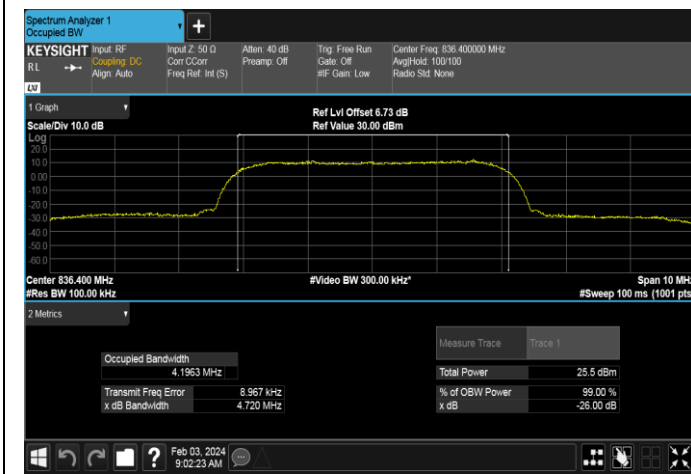 Spectrum Analyzer 1
Occupied BW
KEYSIGHT Input: RF Input Z: 50 Ω Atten: 40 dB Trig: Free Run Center Freq: 836.400000 MHz
RL Coupling: DC Corr CCorr Preamp: Off Gate: Off Avg|Hold: 100/100
Align: Auto Freq Ref: Int (S) #IF Gain: Low Radio Std: None
LXI
1 Graph
Ref Lvl Offset 6.73 dB
Scale/Div 10.0 dB Ref Value 30.00 dBm
Log
20.0
10.0
0.00
-10.0
-20.0
-30.0
-40.0
-50.0
-60.0
Center 836.400 MHz #Video BW 300.00 kHz* Span 10 MHz
#Res BW 100.00 kHz #Sweep 100 ms (1001 pts
2 Metrics
Measure Trace Trace 1
Occupied Bandwidth
4.1963 MHz Total Power 25.5 dBm
Transmit Freq Error 8.967 kHz % of OBW Power 99.00 %
x dB Bandwidth 4.720 MHz x dB -26.00 dB
? Feb 03, 2024
9:02:23 AM